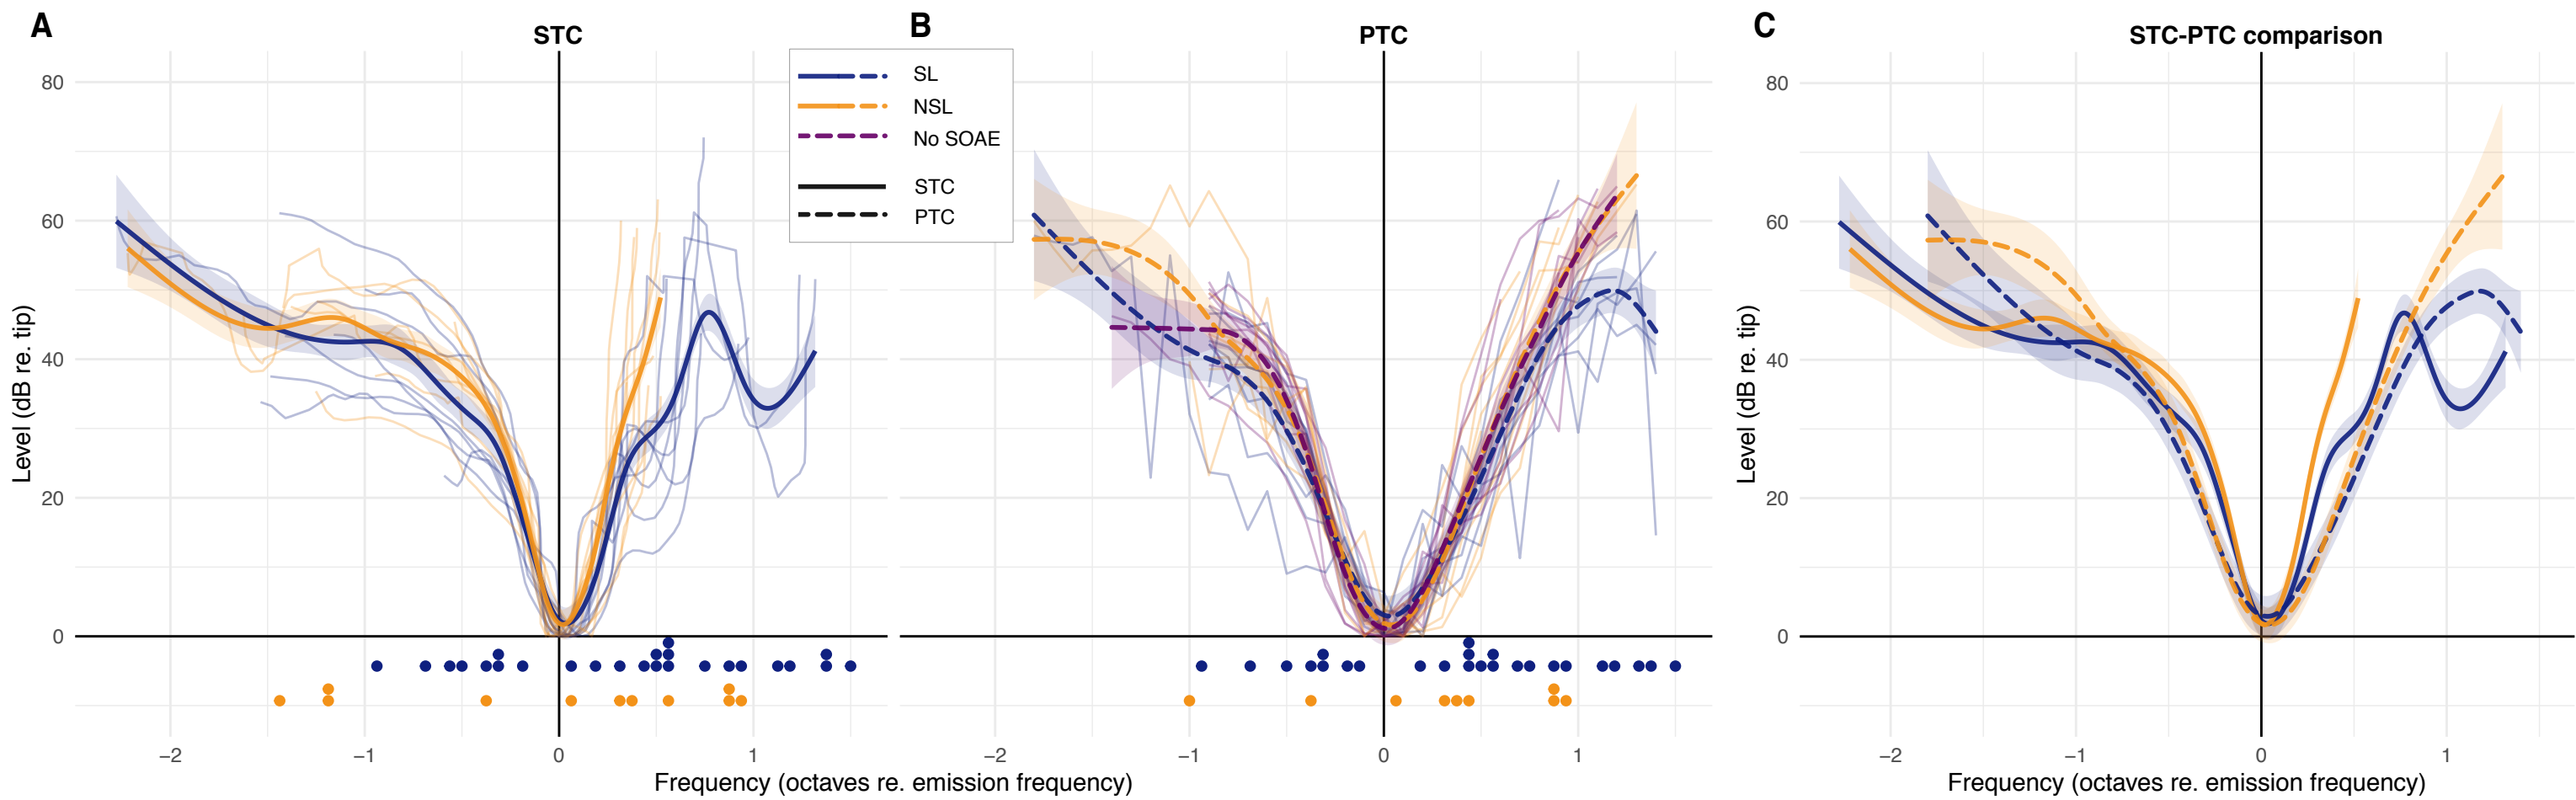 A
STC
B
PTC
C
STC-PTC comparison
SL
NSL
No SOAE
STC
PTC
Level (dB re. tip)
80
60
40
20
0
−2
−1
0
1
−2
−1
0
1
Frequency (octaves re. emission frequency)
Level (dB re. tip)
80
60
40
20
0
−2
−1
0
1
Frequency (octaves re. emission frequency)